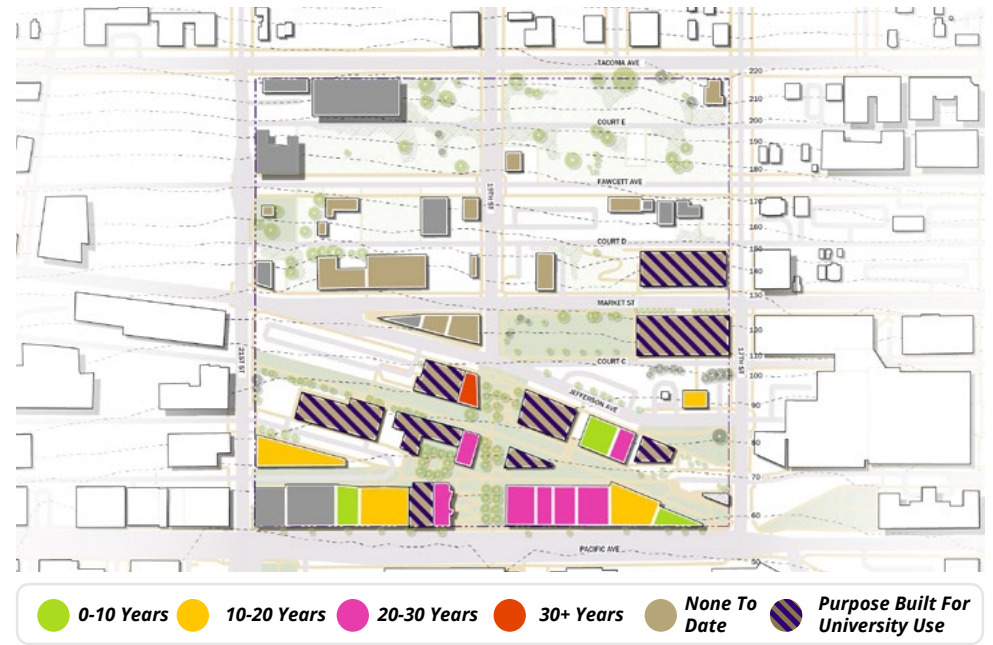 TACOMA AVE
220
210
COURT E
200
190
180
FAWCETT AVE
19TH ST
170
160
COURT D
150
140
130
MARKET ST
120
110
COURT C
21ST ST
17TH ST
100
JEFFERSON AVE
90
80
70
60
PACIFIC AVE
50
0-10 Years
10-20 Years
20-30 Years
30+ Years
None To
Date
Purpose Built For
University Use